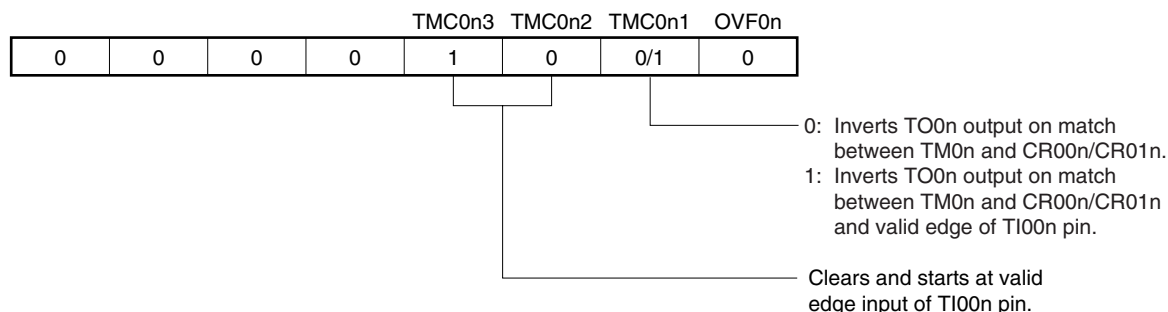 TMC0n3 TMC0n2 TMC0n1 OVF0n
0 0 0 0 1 0 0/1 0
0: Inverts TO0n output on match
between TM0n and CR00n/CR01n.
1: Inverts TO0n output on match
between TM0n and CR00n/CR01n
and valid edge of TI00n pin.
Clears and starts at valid
edge input of TI00n pin.